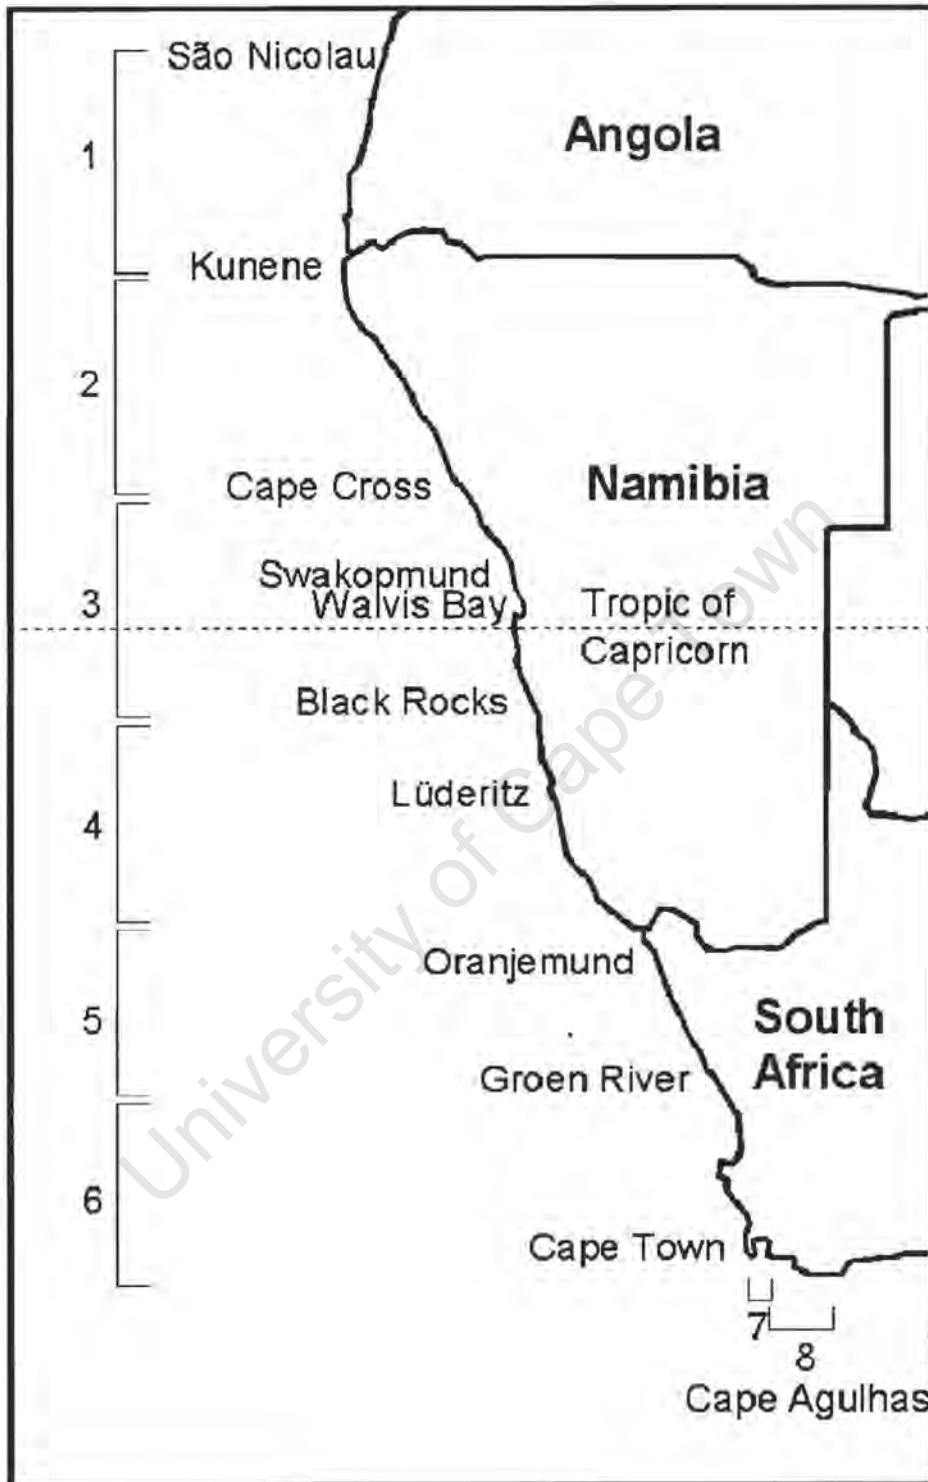 São Nicolau
Angola
1
Kunene
2
Cape Cross
Namibia
Swakopmund
3
Walvis Bay
Tropic of
Capricorn
Black Rocks
Lüderitz
4
Oranjemund
South
Africa
5
Groen River
6
Cape Town
7
8
Cape Agulhas
University of Cape Town